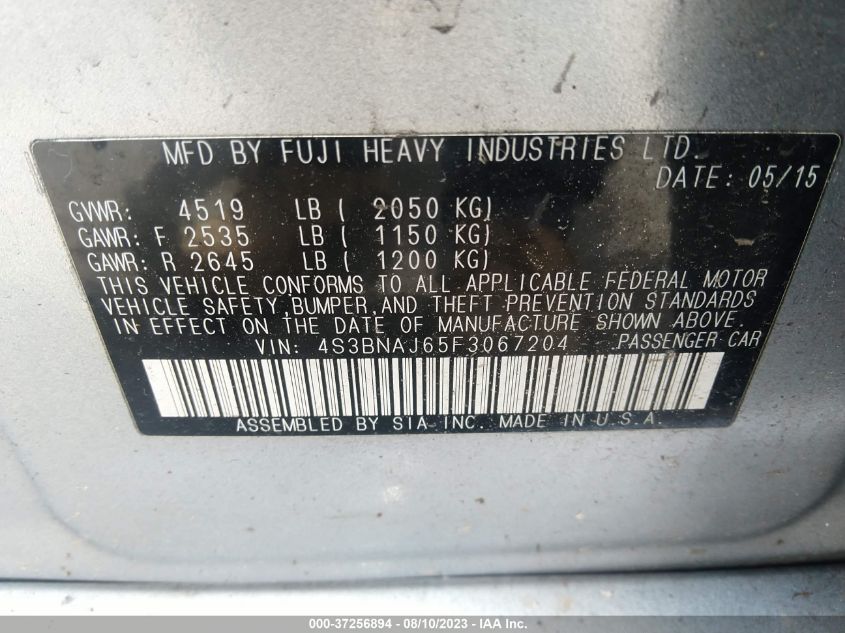 MFD BY FUJI HEAVY INDUSTRIES LTD.
DATE: 05/15
GVWR: 4519 LB ( 2050 KG)
GAWR: F 2535 LB ( 1150 KG)
GAWR: R 2645 LB ( 1200 KG)
THIS VEHICLE CONFORMS TO ALL APPLICABLE FEDERAL MOTOR
VEHICLE SAFETY,BUMPER,AND THEFT PREVENTION STANDARDS
IN EFFECT ON THE DATE OF MANUFACTURE SHOWN ABOVE.
VIN: 4S3BNAJ65F3067204 PASSENGER CAR
ASSEMBLED BY SIA INC. MADE IN U.S.A.
000-37256894 — 08/10/2023 — IAA Inc.